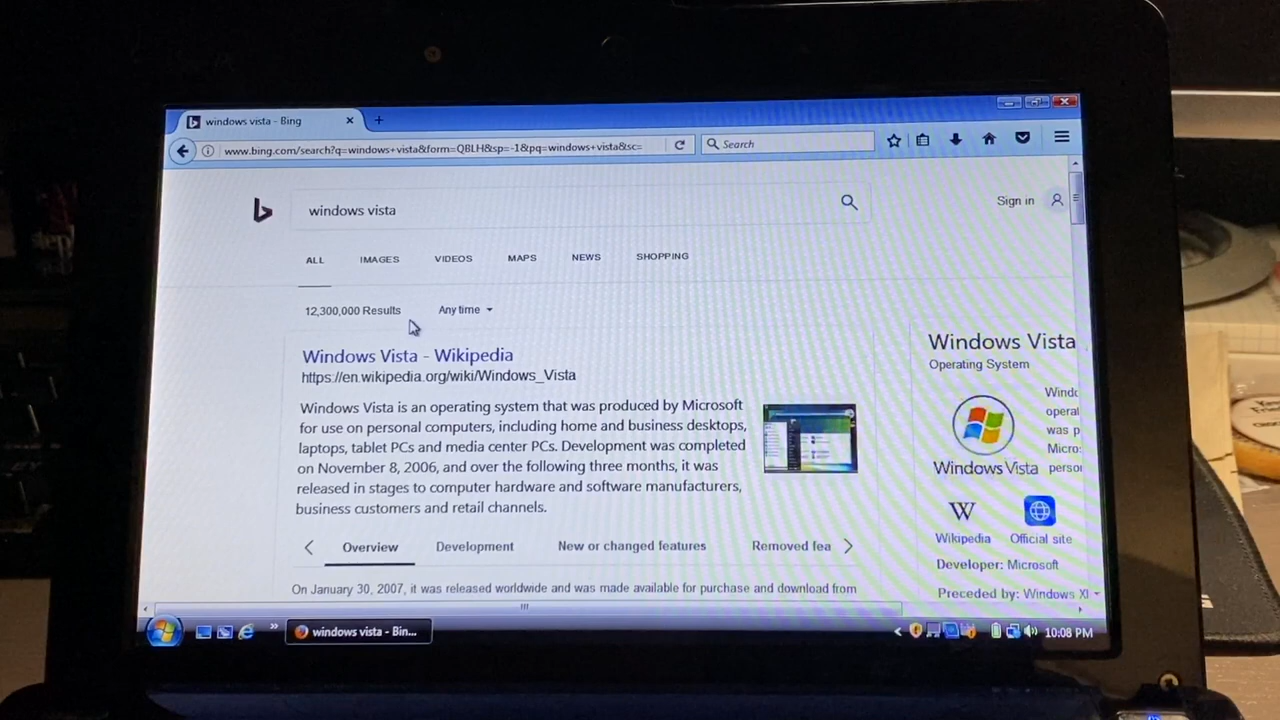 windows vista - Bing
www.bing.com/search?q=windows+vista&form=QBLH&sp=-1&pq=windows+vista&sc=
Search
windows vista
Sign in
ALL IMAGES VIDEOS MAPS NEWS SHOPPING
12,300,000 Results Any time
Windows Vista - Wikipedia
https://en.wikipedia.org/wiki/Windows_Vista
Windows Vista is an operating system that was produced by Microsoft
for use on personal computers, including home and business desktops,
laptops, tablet PCs and media center PCs. Development was completed
on November 8, 2006, and over the following three months, it was
released in stages to computer hardware and software manufacturers,
business customers and retail channels.
Overview Development New or changed features Removed fea
On January 30, 2007, it was released worldwide and was made available for purchase and download from
Windows Vista
Operating System
Windows Vista
Windo
operat
was p
Micro:
person
W
Wikipedia Official site
Developer: Microsoft
Preceded by: Windows XP
windows vista - Bin...
10:08 PM